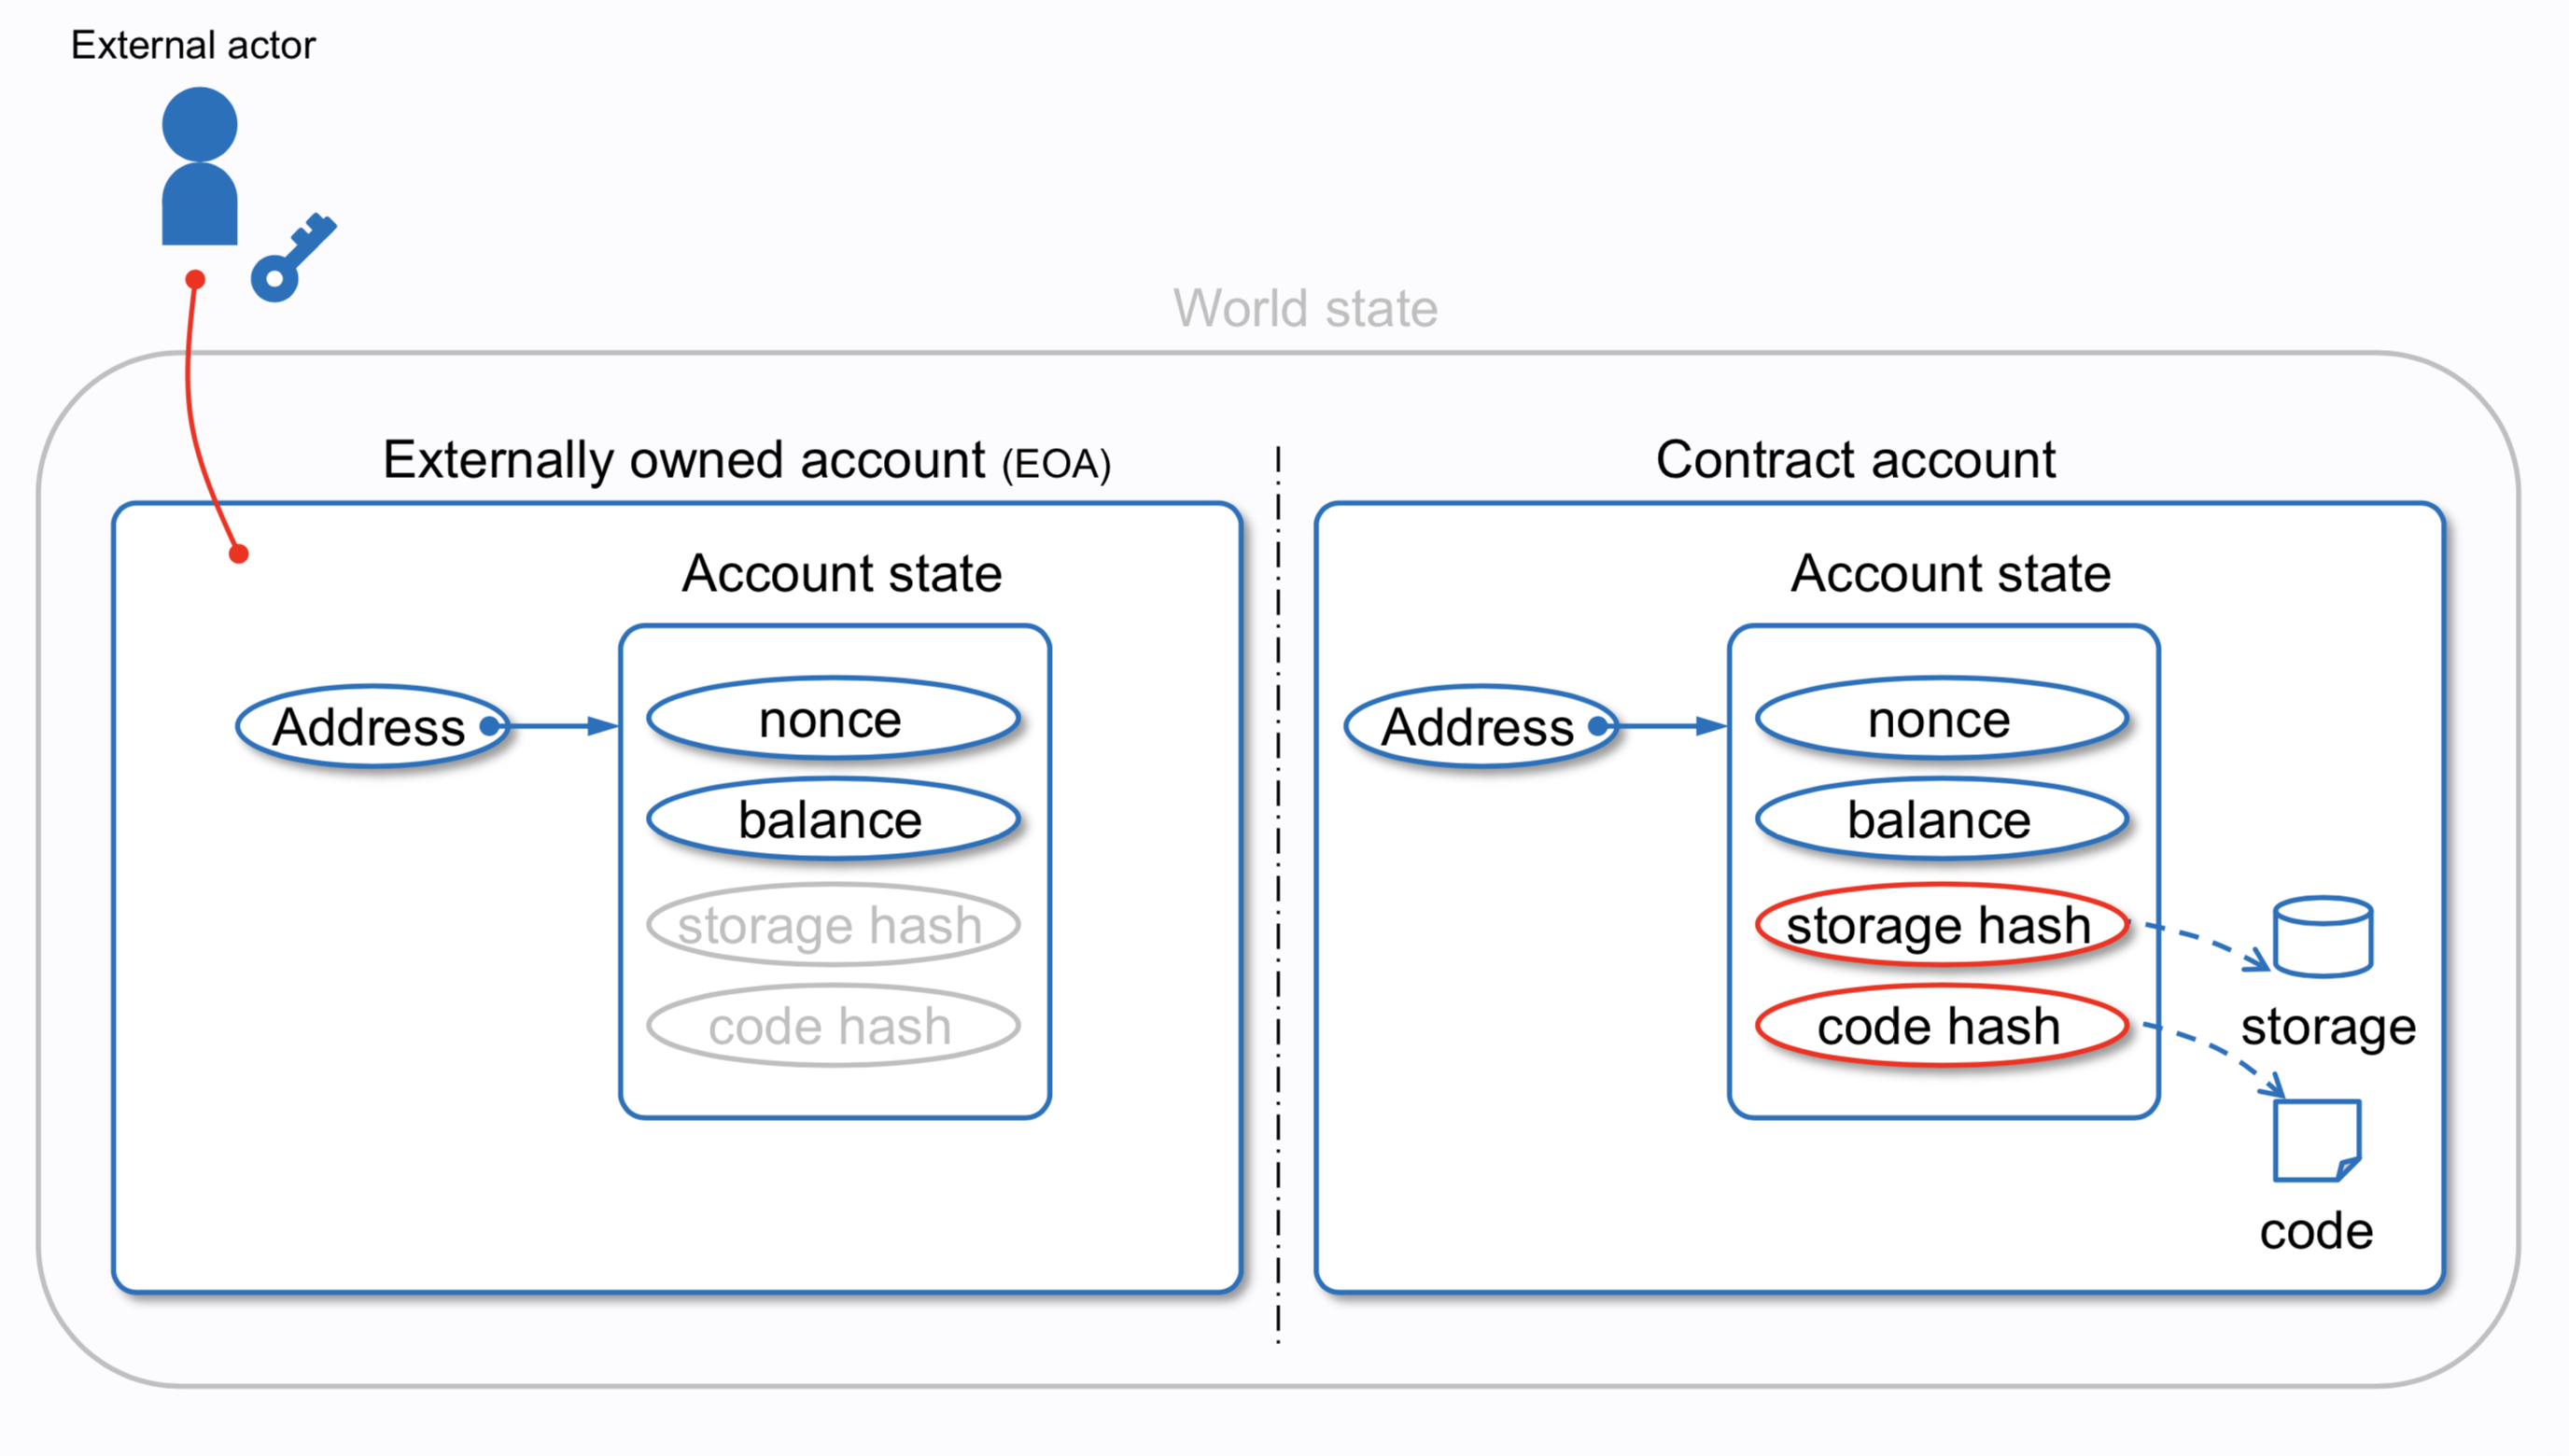 External actor
World state
Externally owned account (EOA)
Account state
Address
nonce
balance
storage hash
code hash
Contract account
Account state
Address
nonce
balance
storage hash
code hash
storage
code